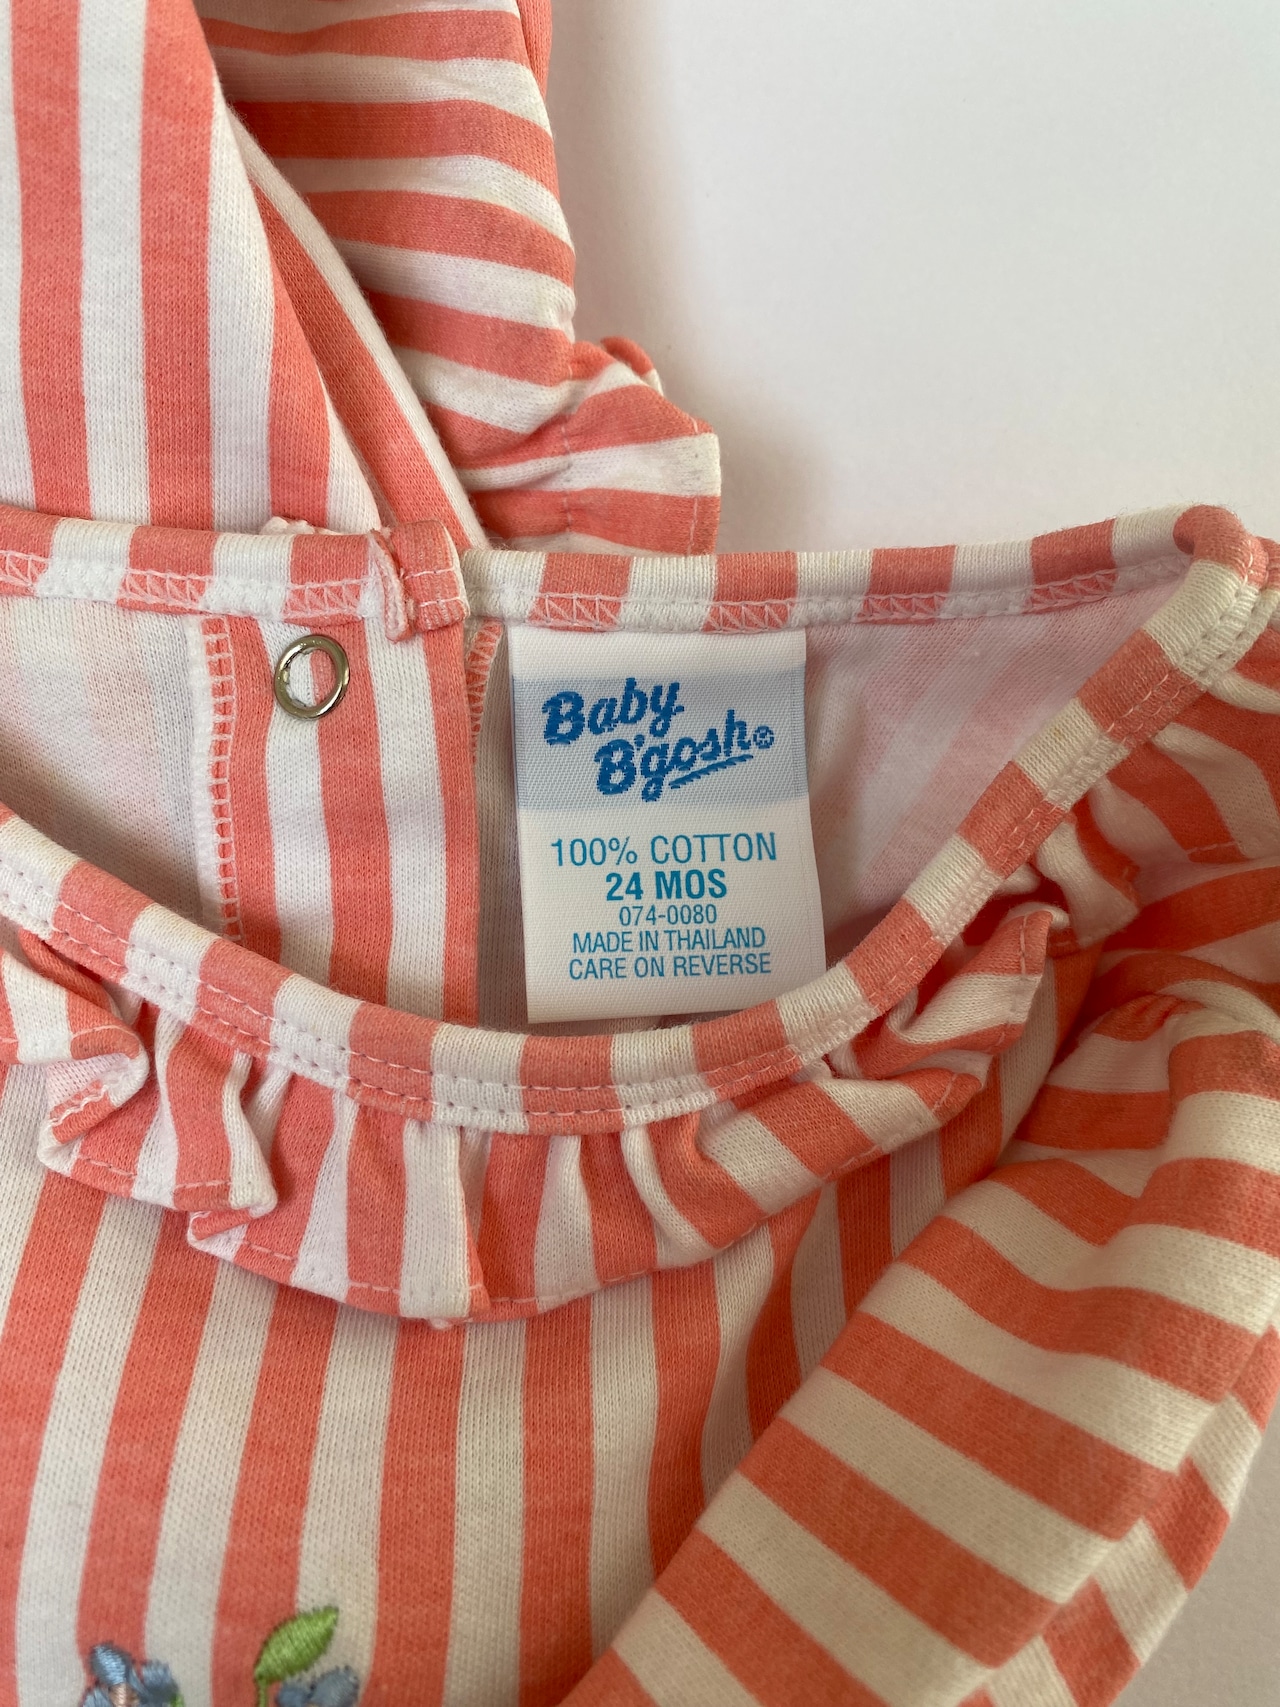 Baby
B'gosh®
100% COTTON
24 MOS
074-0080
MADE IN THAILAND
CARE ON REVERSE